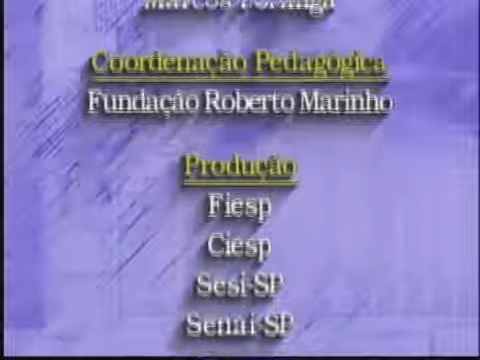 Coordenação Pedagógica
Fundação Roberto Marinho
Produção
Fiesp
Ciesp
Sesi-SP
Senai-SP